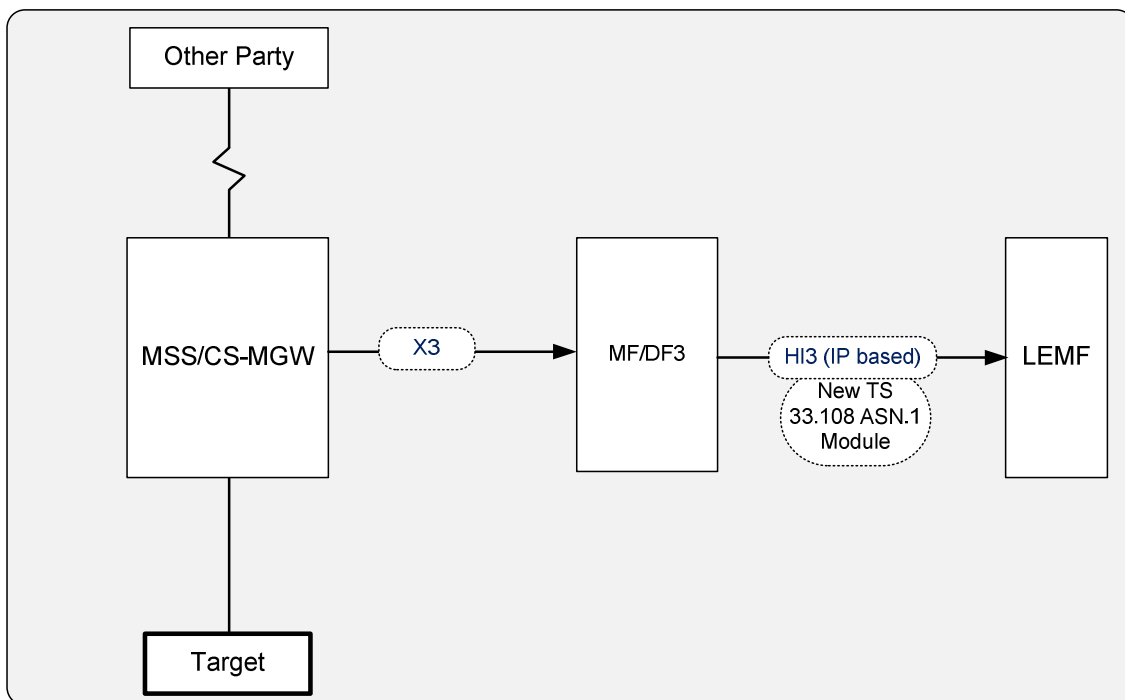 Other Party
MSS/CS-MGW
X3
MF/DF3
HI3 (IP based)
New TS
33.108 ASN.1
Module
LEMF
Target